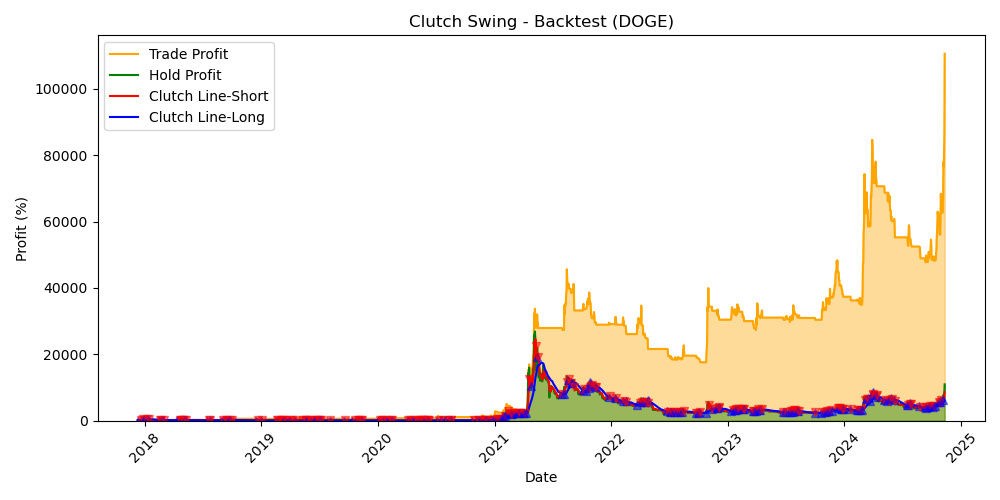 Clutch Swing - Backtest (DOGE)
Trade Profit
Hold Profit
Clutch Line-Short
Clutch Line-Long
Profit (%)
100000
80000
60000
40000
20000
0
2018
2019
2020
2021
2022
2023
2024
2025
Date